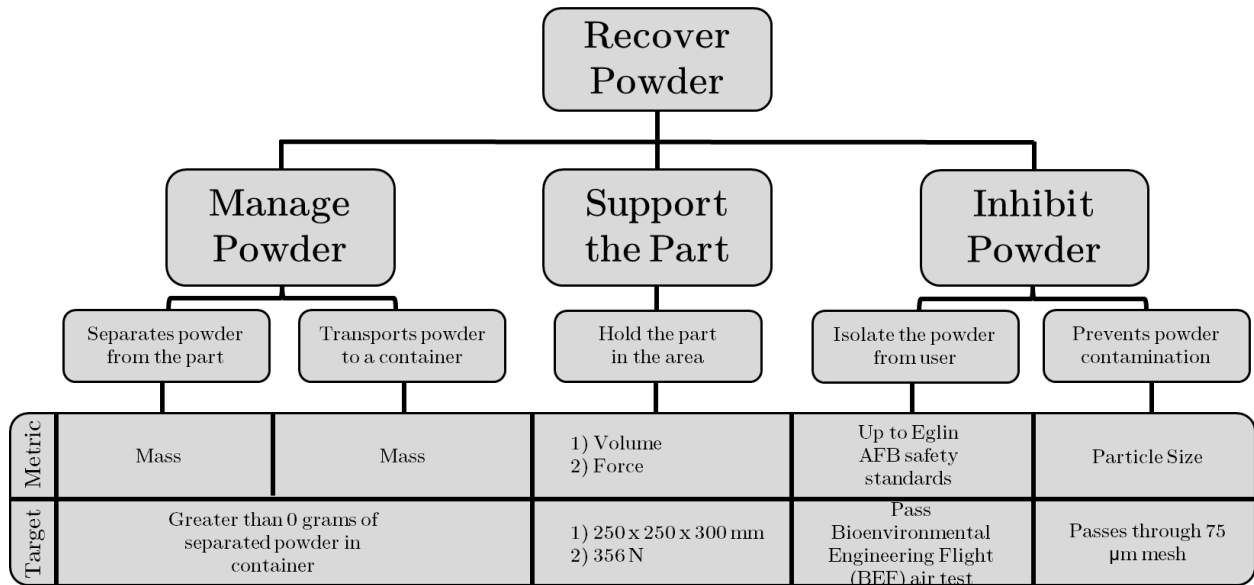 Recover
Powder
Manage
Powder
Support
the Part
Inhibit
Powder
Separates powder
from the part
Transports powder
to a container
Hold the part
in the area
Isolate the powder
from user
Prevents powder
contamination
Metric
Mass
Mass
1) Volume
2) Force
Up to Eglin
AFB safety
standards
Particle Size
Target
Greater than 0 grams of
separated powder in
container
1) 250 x 250 x 300 mm
2) 356 N
Pass
Bioenvironmental
Engineering Flight
(BEF) air test
Passes through 75
μm mesh